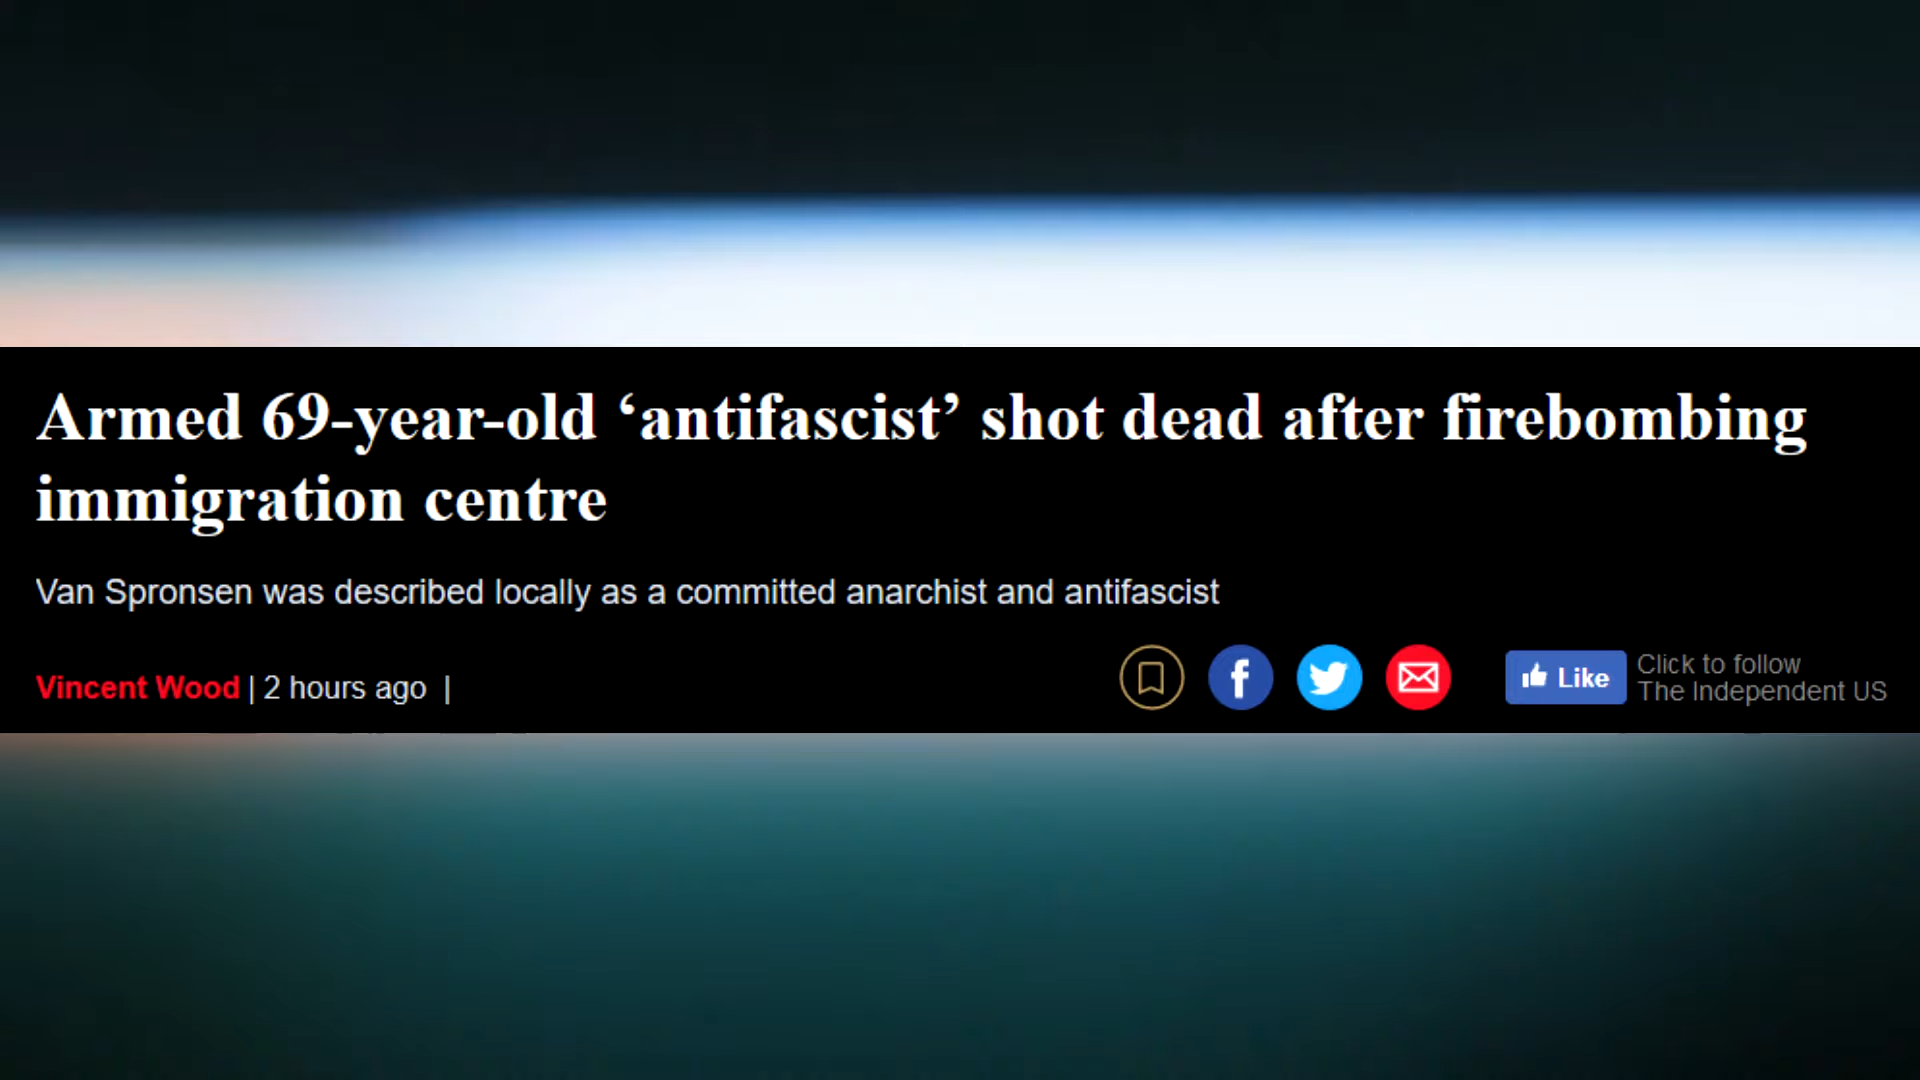 Armed 69-year-old ‘antifascist’ shot dead after firebombing
immigration centre
Van Spronsen was described locally as a committed anarchist and antifascist
Vincent Wood | 2 hours ago |
Like
Click to follow
The Independent US